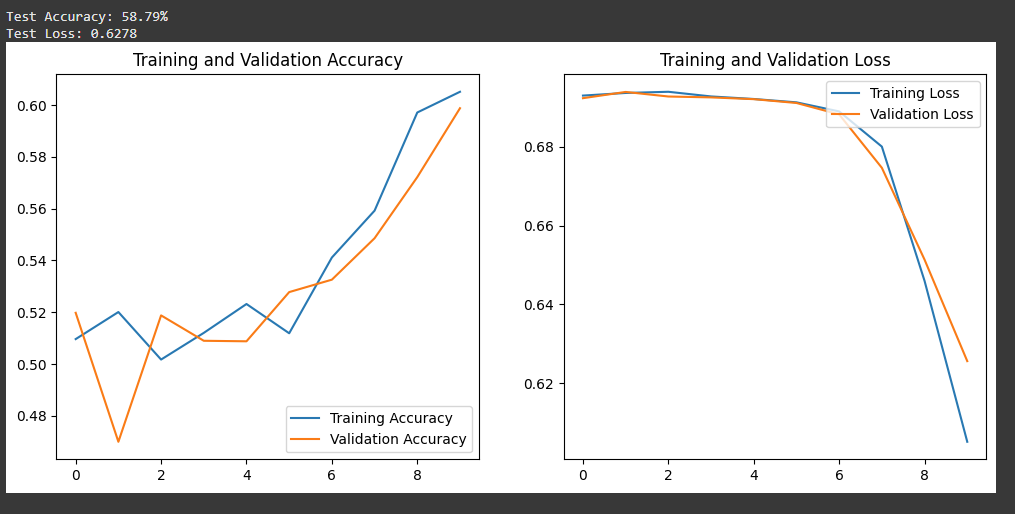 Test Accuracy: 58.79%
Test Loss: 0.6278
Training and Validation Accuracy
0.60
0.58
0.56
0.54
0.52
0.50
0.48
Training Accuracy
Validation Accuracy
0 2 4 6 8
Training and Validation Loss
Training Loss
Validation Loss
0.68
0.66
0.64
0.62
0 2 4 6 8